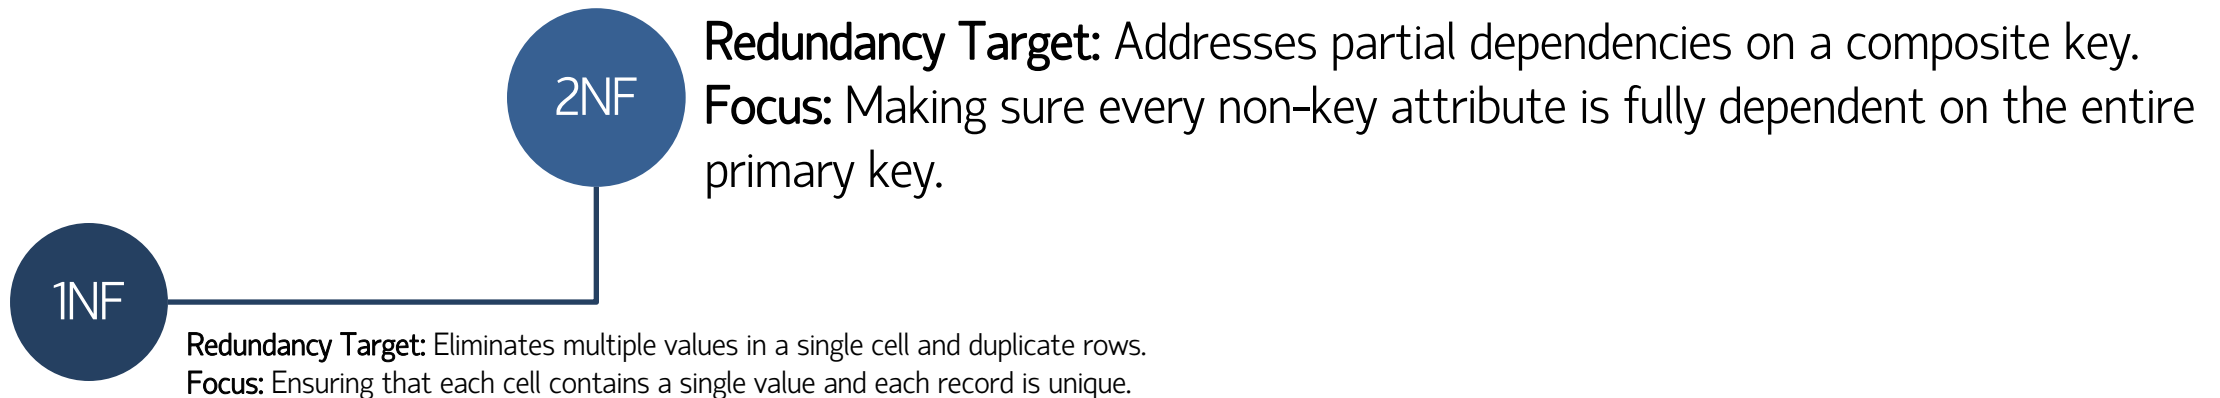 2NF
Redundancy Target: Addresses partial dependencies on a composite key.
Focus: Making sure every non-key attribute is fully dependent on the entire
primary key.
1NF
Redundancy Target: Eliminates multiple values in a single cell and duplicate rows.
Focus: Ensuring that each cell contains a single value and each record is unique.